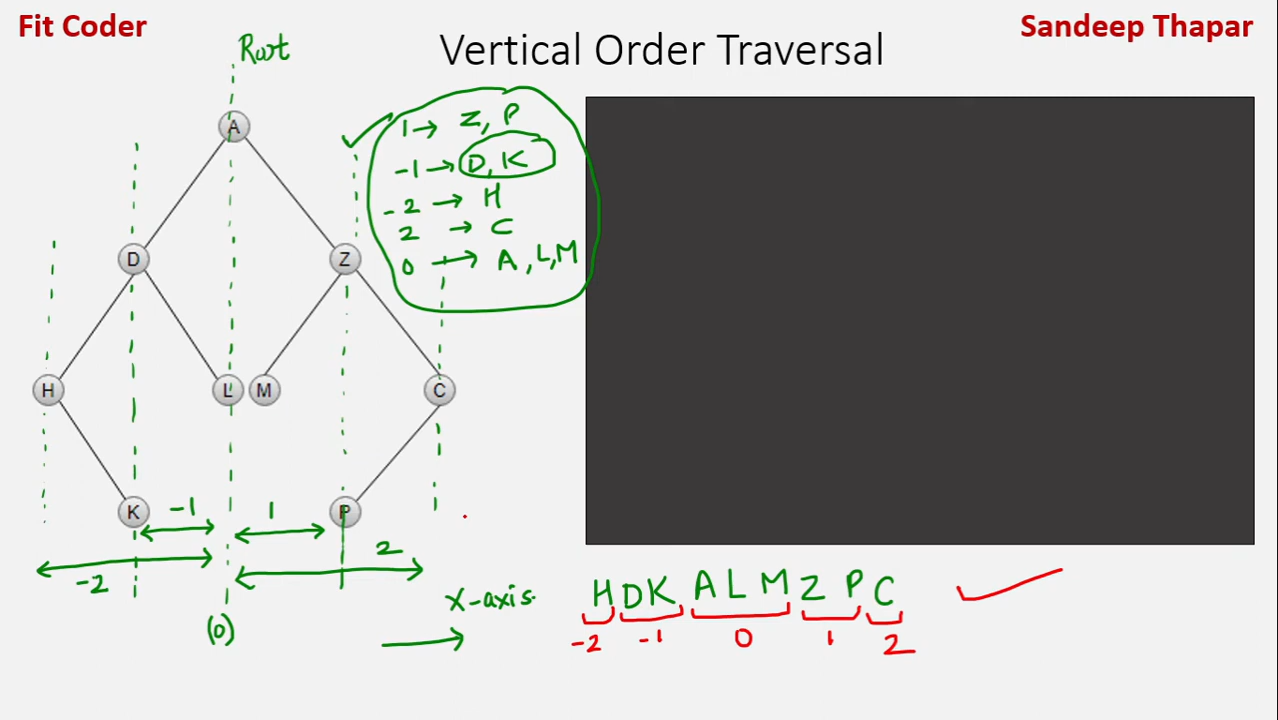 Fit Coder
Sandeep Thapar
Root
Vertical Order Traversal
A
1 → Z, P
-1 → D, K
-2 → H
2 → C
0 → A, L, M
D
Z
H
L
M
C
K
P
-1
1
-2
2
(0)
X-axis
H D K A L M Z P C
-2 -1 0 1 2